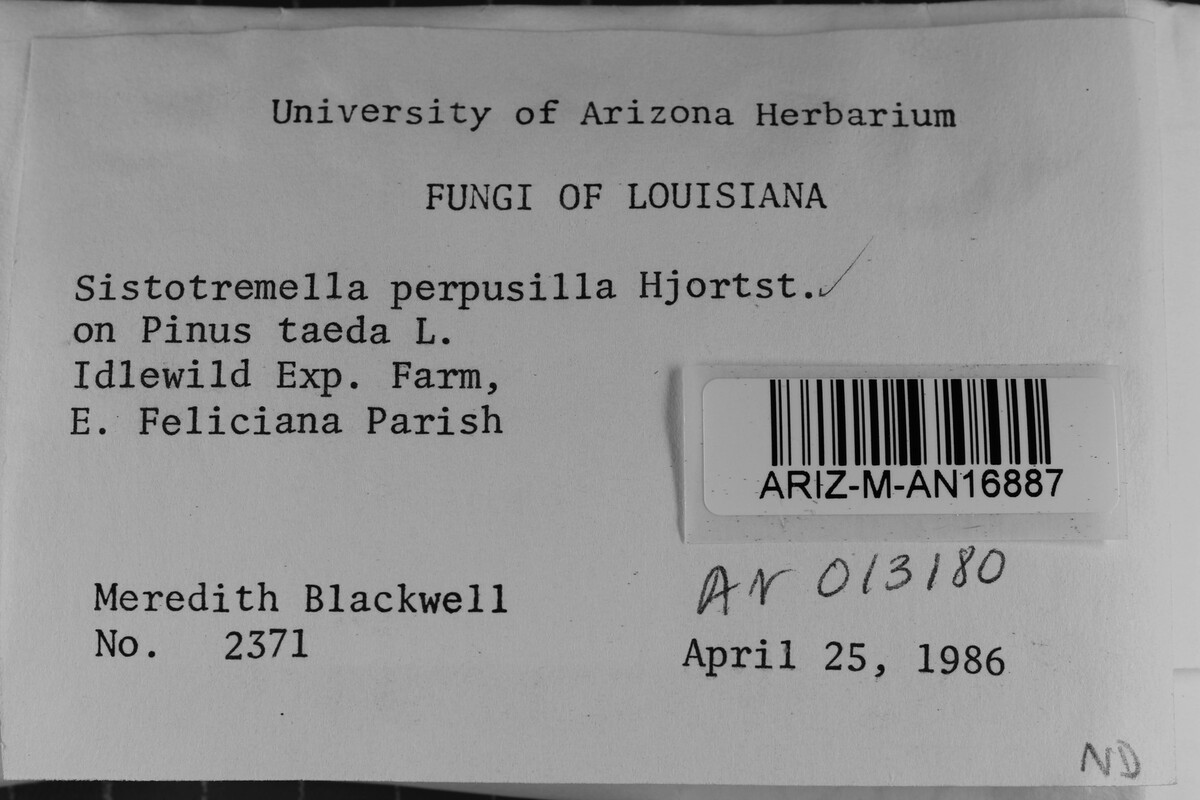 University of Arizona Herbarium
FUNGI OF LOUISIANA
Sistotremella perpusilla Hjortst.✓
on Pinus taeda L.
Idlewild Exp. Farm,
E. Feliciana Parish
ARIZ-M-AN16887
AN 013180
Meredith Blackwell
No. 2371
April 25, 1986
ND